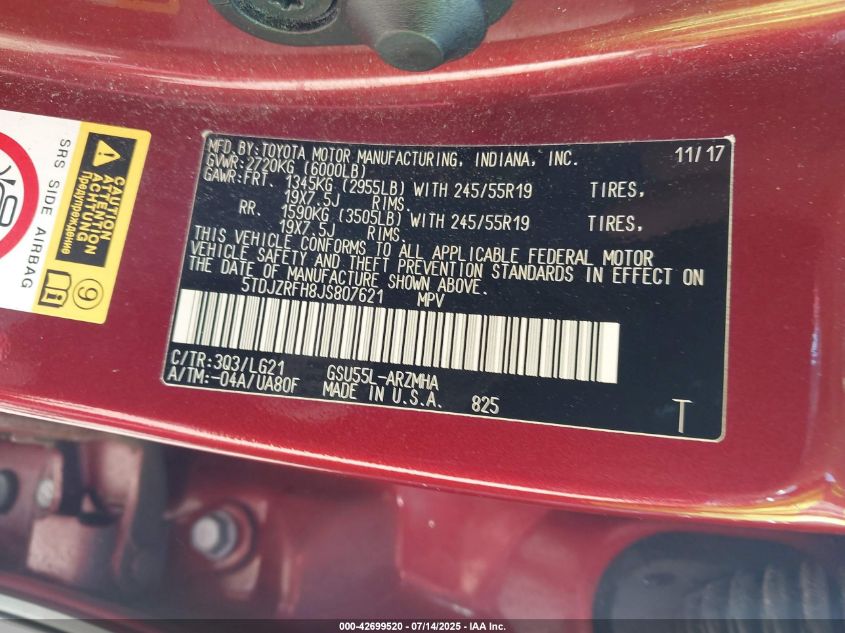 SRS SIDE AIRBAG
CAUTION
ATTENTION
ACHTUNG
Предупреждение
9
MFD. BY: TOYOTA MOTOR MANUFACTURING, INDIANA, INC. 11/17
GVWR: 2720KG (6000LB)
GAWR: FRT. 1345KG (2955LB) WITH 245/55R19 TIRES,
19X7.5J RIMS.
RR. 1590KG (3505LB) WITH 245/55R19 TIRES,
19X7.5J RIMS.
THIS VEHICLE CONFORMS TO ALL APPLICABLE FEDERAL MOTOR
VEHICLE SAFETY AND THEFT PREVENTION STANDARDS IN EFFECT ON
THE DATE OF MANUFACTURE SHOWN ABOVE.
5TDJZRFH8JS807621 MPV
C/TR: 3Q3/LG21 GSU55L-ARZMHA
A/TM: -04A/UA80F MADE IN U.S.A. 825
T
000-42699520 | 07/14/2025 | IAA Inc.